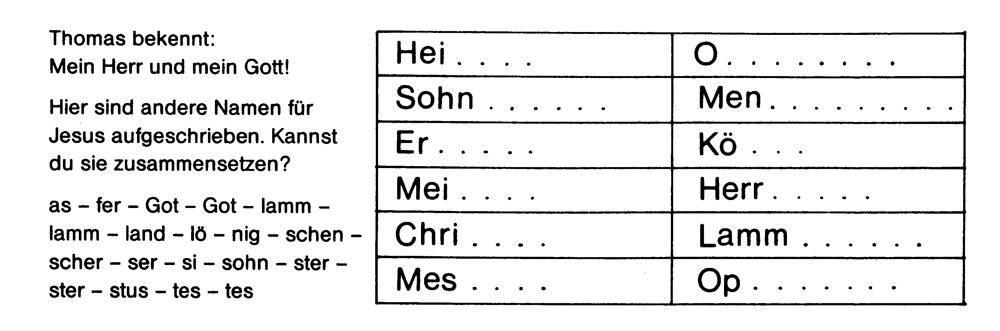 Thomas bekennt:
Mein Herr und mein Gott!
Hier sind andere Namen für
Jesus aufgeschrieben. Kannst
du sie zusammensetzen?
as – fer – Got – Got – lamm –
lamm – land – lö – nig – schen –
scher – ser – si – sohn – ster –
ster – stus – tes – tes
Hei . . . .
O . . . . . . . .
Sohn . . . . . .
Men . . . . . . . . .
Er . . . . .
Kö . . .
Mei . . . .
Herr . . . . .
Chri . . . .
Lamm . . . . . .
Mes . . . .
Op . . . . . . .